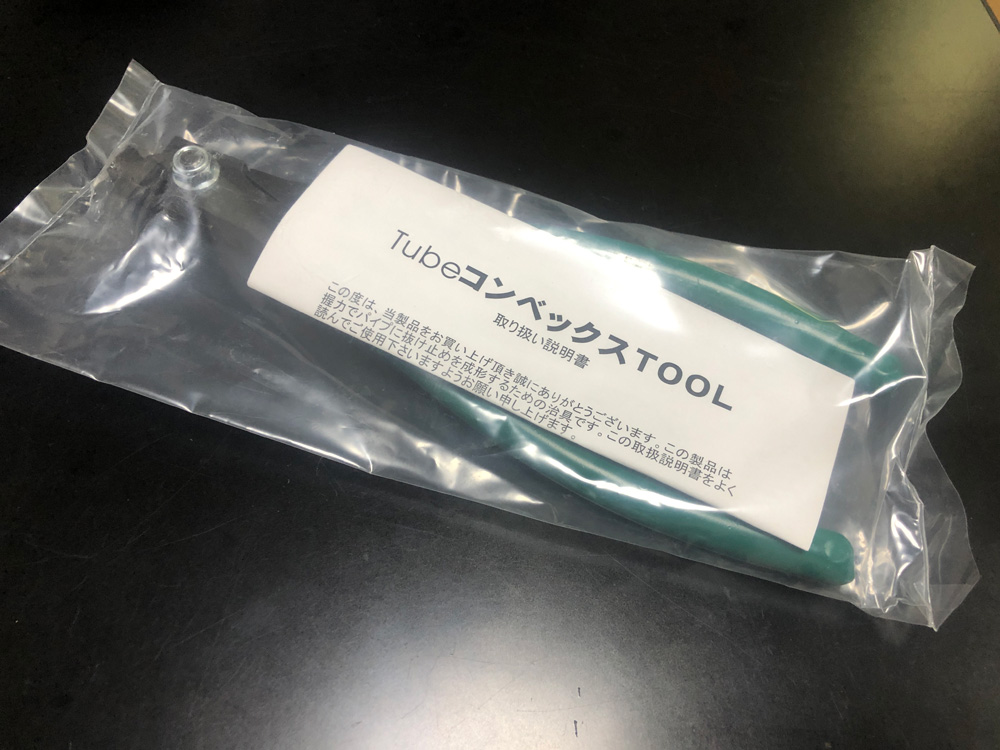 TubeコンベックスTOOL
取り扱い説明書
この度は、当製品をお買い上げ頂き誠にありがとうございます。この製品は
握力でパイプに抜け止めを成形するための治具です。この取扱説明書をよく
読んでご使用下さいますようお願い申し上げます。